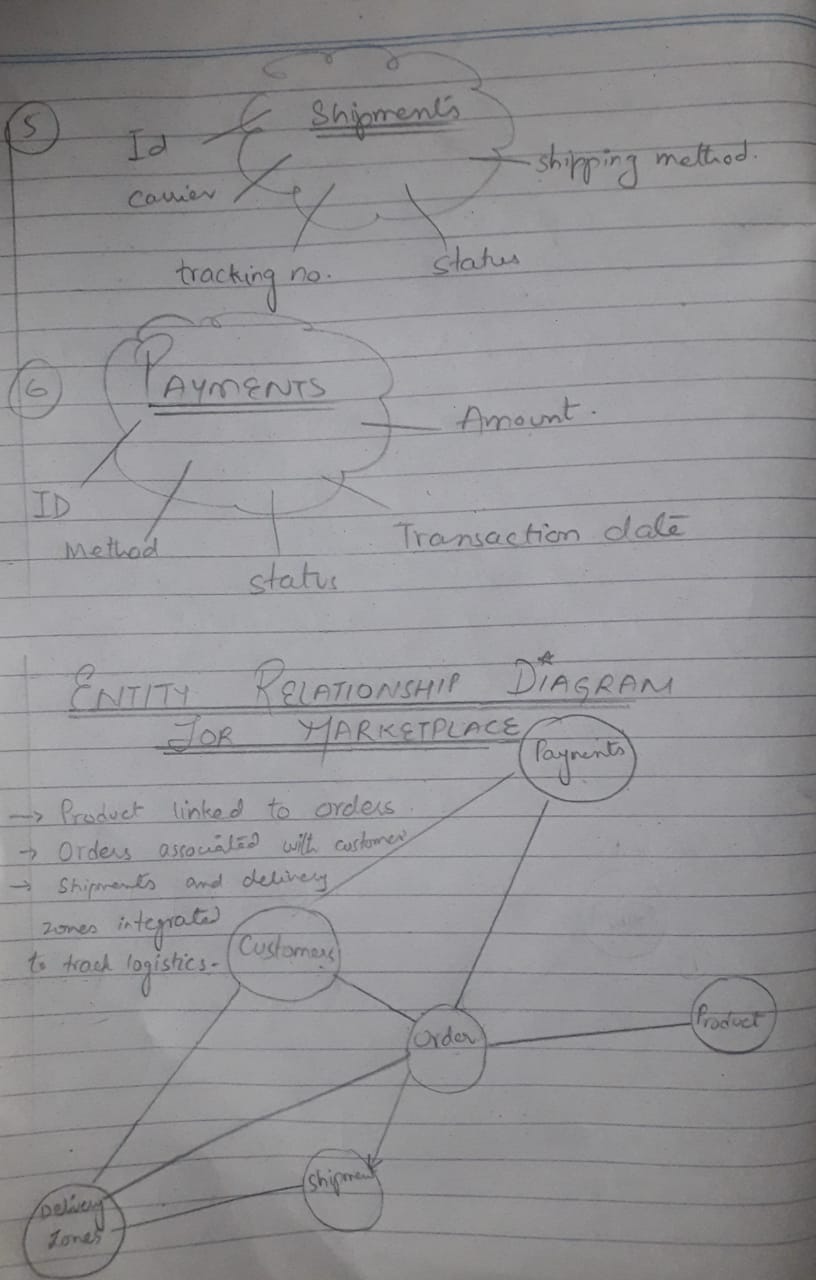 5
Shipments
Id
shipping method.
carrier
tracking no.
status
6
PAYMENTS
Amount.
ID
Method
Transaction date
status
ENTITY RELATIONSHIP DIAGRAM
FOR MARKETPLACE
Payments
→ Product linked to orders.
→ Orders associated with customer
→ Shipments and delivery
zones integrated
to track logistics.
Customers
Order
Product
Shipment
Delivery
Zones